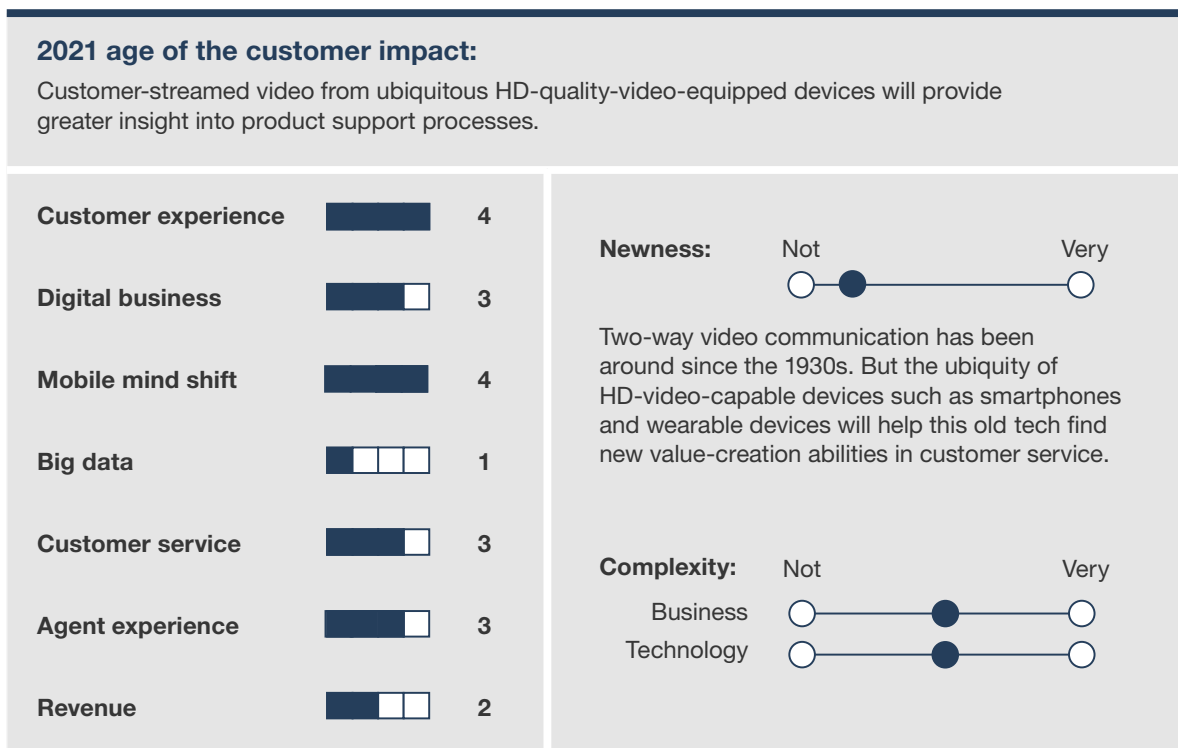 2021 age of the customer impact:
Customer-streamed video from ubiquitous HD-quality-video-equipped devices will provide
greater insight into product support processes.
Customer experience 4
Digital business 3
Mobile mind shift 4
Big data 1
Customer service 3
Agent experience 3
Revenue 2
Newness: Not Very
Two-way video communication has been
around since the 1930s. But the ubiquity of
HD-video-capable devices such as smartphones
and wearable devices will help this old tech find
new value-creation abilities in customer service.
Complexity: Not Very
Business
Technology